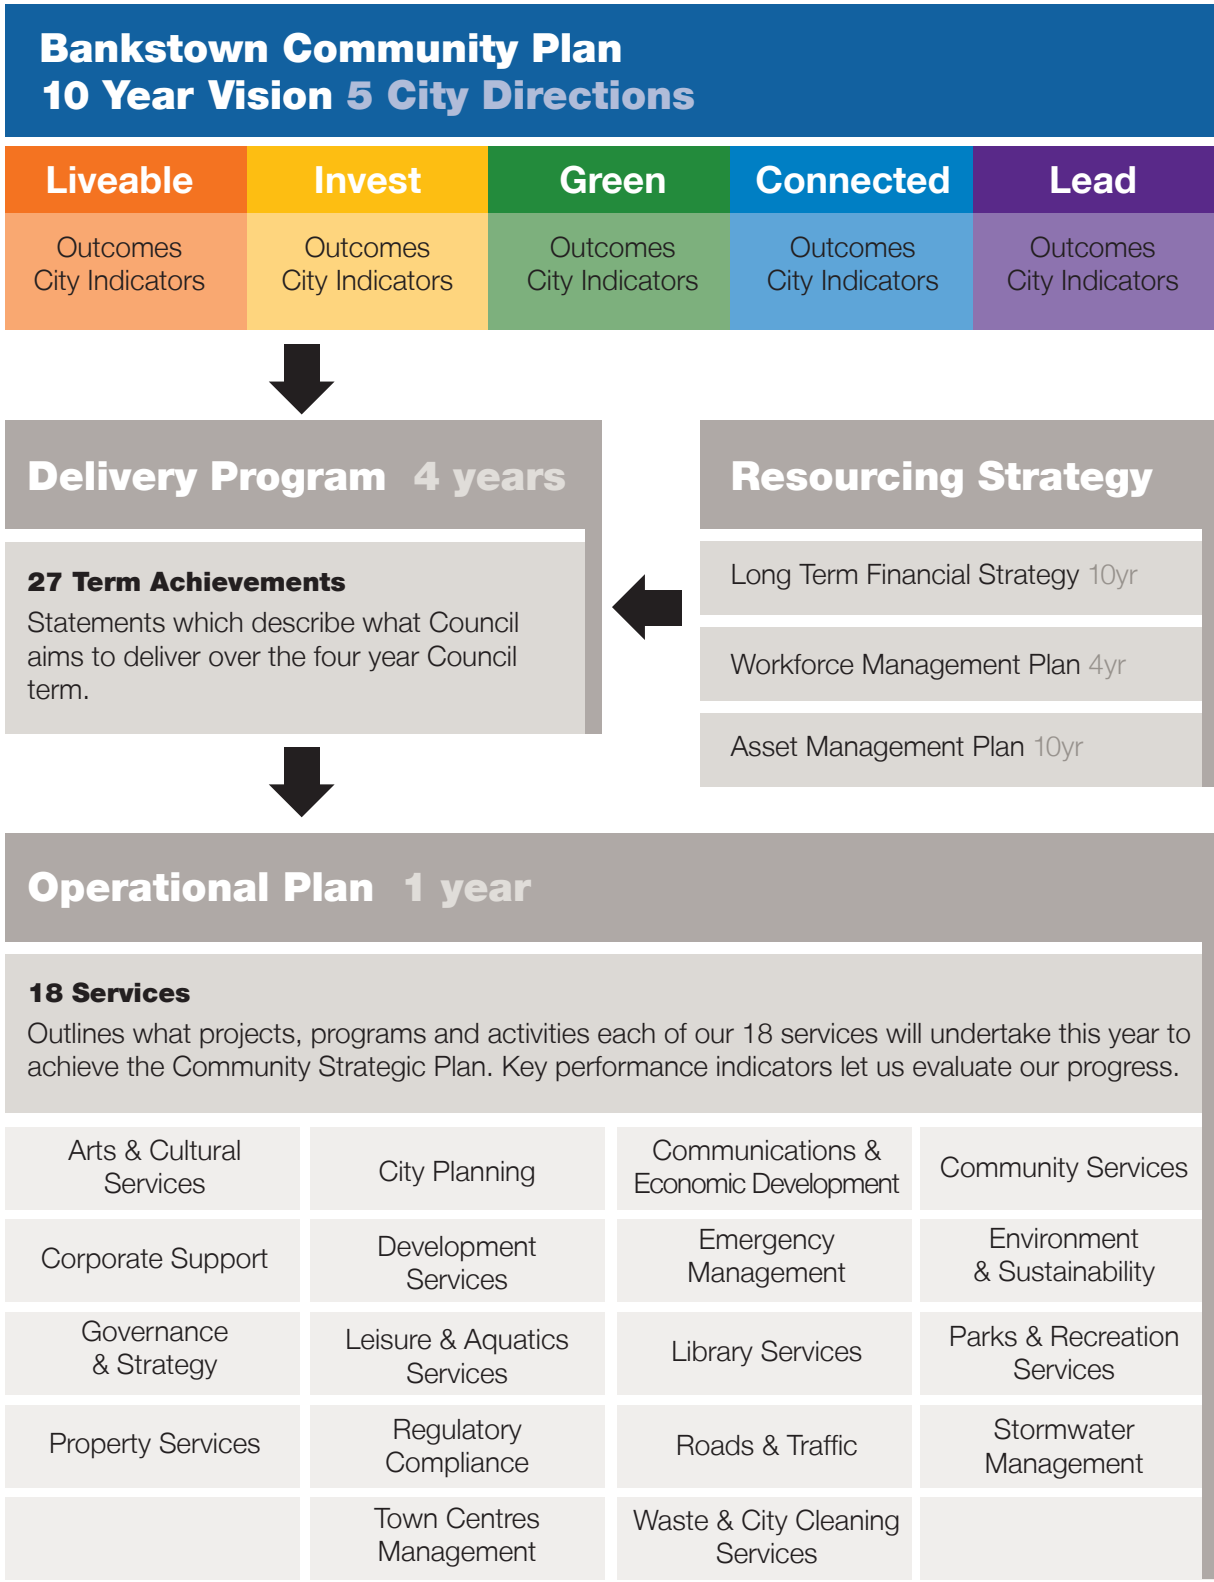 Bankstown Community Plan
10 Year Vision 5 City Directions
Liveable
Invest
Green
Connected
Lead
Outcomes
City Indicators
Outcomes
City Indicators
Outcomes
City Indicators
Outcomes
City Indicators
Outcomes
City Indicators
Delivery Program 4 years
27 Term Achievements
Statements which describe what Council
aims to deliver over the four year Council
term.
Resourcing Strategy
Long Term Financial Strategy 10yr
Workforce Management Plan 4yr
Asset Management Plan 10yr
Operational Plan 1 year
18 Services
Outlines what projects, programs and activities each of our 18 services will undertake this year to
achieve the Community Strategic Plan. Key performance indicators let us evaluate our progress.
Arts & Cultural
Services
City Planning
Communications &
Economic Development
Community Services
Corporate Support
Development
Services
Emergency
Management
Environment
& Sustainability
Governance
& Strategy
Leisure & Aquatics
Services
Library Services
Parks & Recreation
Services
Property Services
Regulatory
Compliance
Roads & Traffic
Stormwater
Management
Town Centres
Management
Waste & City Cleaning
Services